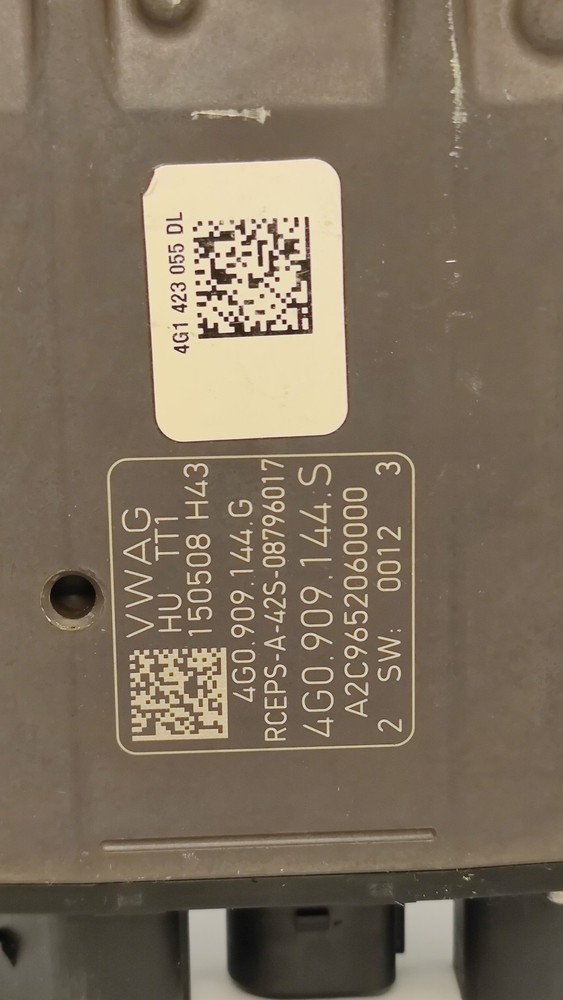 4G1 423 055 DL
VWAG
HU TT1
150508 H43
4G0.909.144.G
RCEPS-A-42S-08796017
4G0.909.144.S
A2C9652060000
2 SW: 0012 3